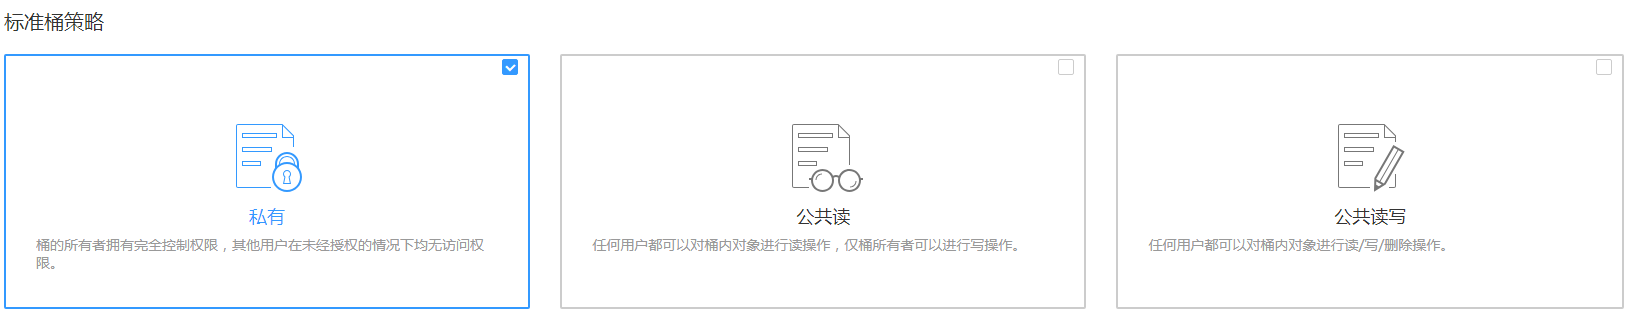 标准桶策略
私有
桶的所有者拥有完全控制权限，其他用户在未经授权的情况下均无访问权
限。
公共读
任何用户都可以对桶内对象进行读操作，仅桶所有者可以进行写操作。
公共读写
任何用户都可以对桶内对象进行读/写/删除操作。